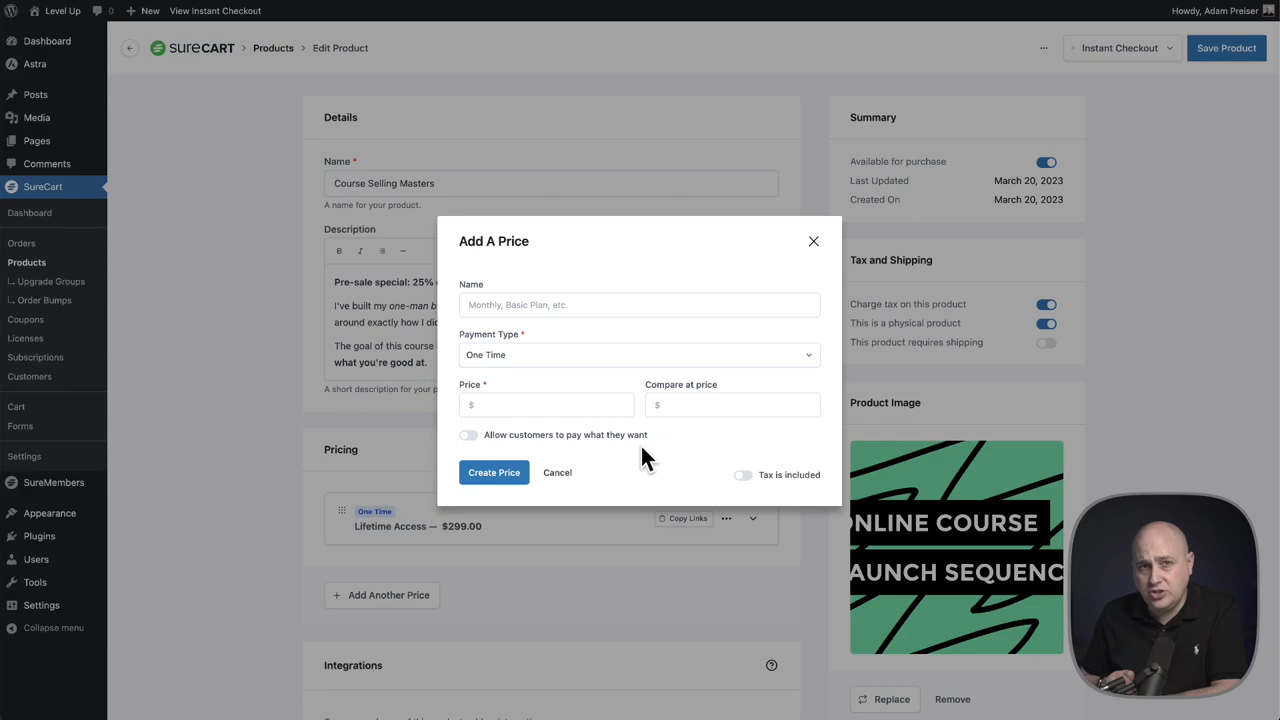 Level Up
0
New
View Instant Checkout
Howdy, Adam Preiser
Dashboard
Astra
Posts
Media
Pages
Comments
SureCart
Dashboard
Orders
Products
Upgrade Groups
Order Bumps
Coupons
Licenses
Subscriptions
Customers
Cart
Forms
Settings
SureMembers
Appearance
Plugins
Users
Tools
Settings
Collapse menu
SURECART
Products
Edit Product
Instant Checkout
Save Product
Details
Name *
Course Selling Masters
A name for your product.
Description
B I
Pre-sale special: 25%
I've built my one-man b
around exactly how I did
The goal of this course
what you're good at.
A short description for your p
Pricing
One Time
Lifetime Access — $299.00
Copy Links
+ Add Another Price
Integrations
Add A Price
Name
Monthly, Basic Plan, etc.
Payment Type *
One Time
Price *
Compare at price
$
$
Allow customers to pay what they want
Create Price
Cancel
Tax is included
Summary
Available for purchase
Last Updated March 20, 2023
Created On March 20, 2023
Tax and Shipping
Charge tax on this product
This is a physical product
This product requires shipping
Product Image
ONLINE COURSE
LAUNCH SEQUENC
Replace
Remove